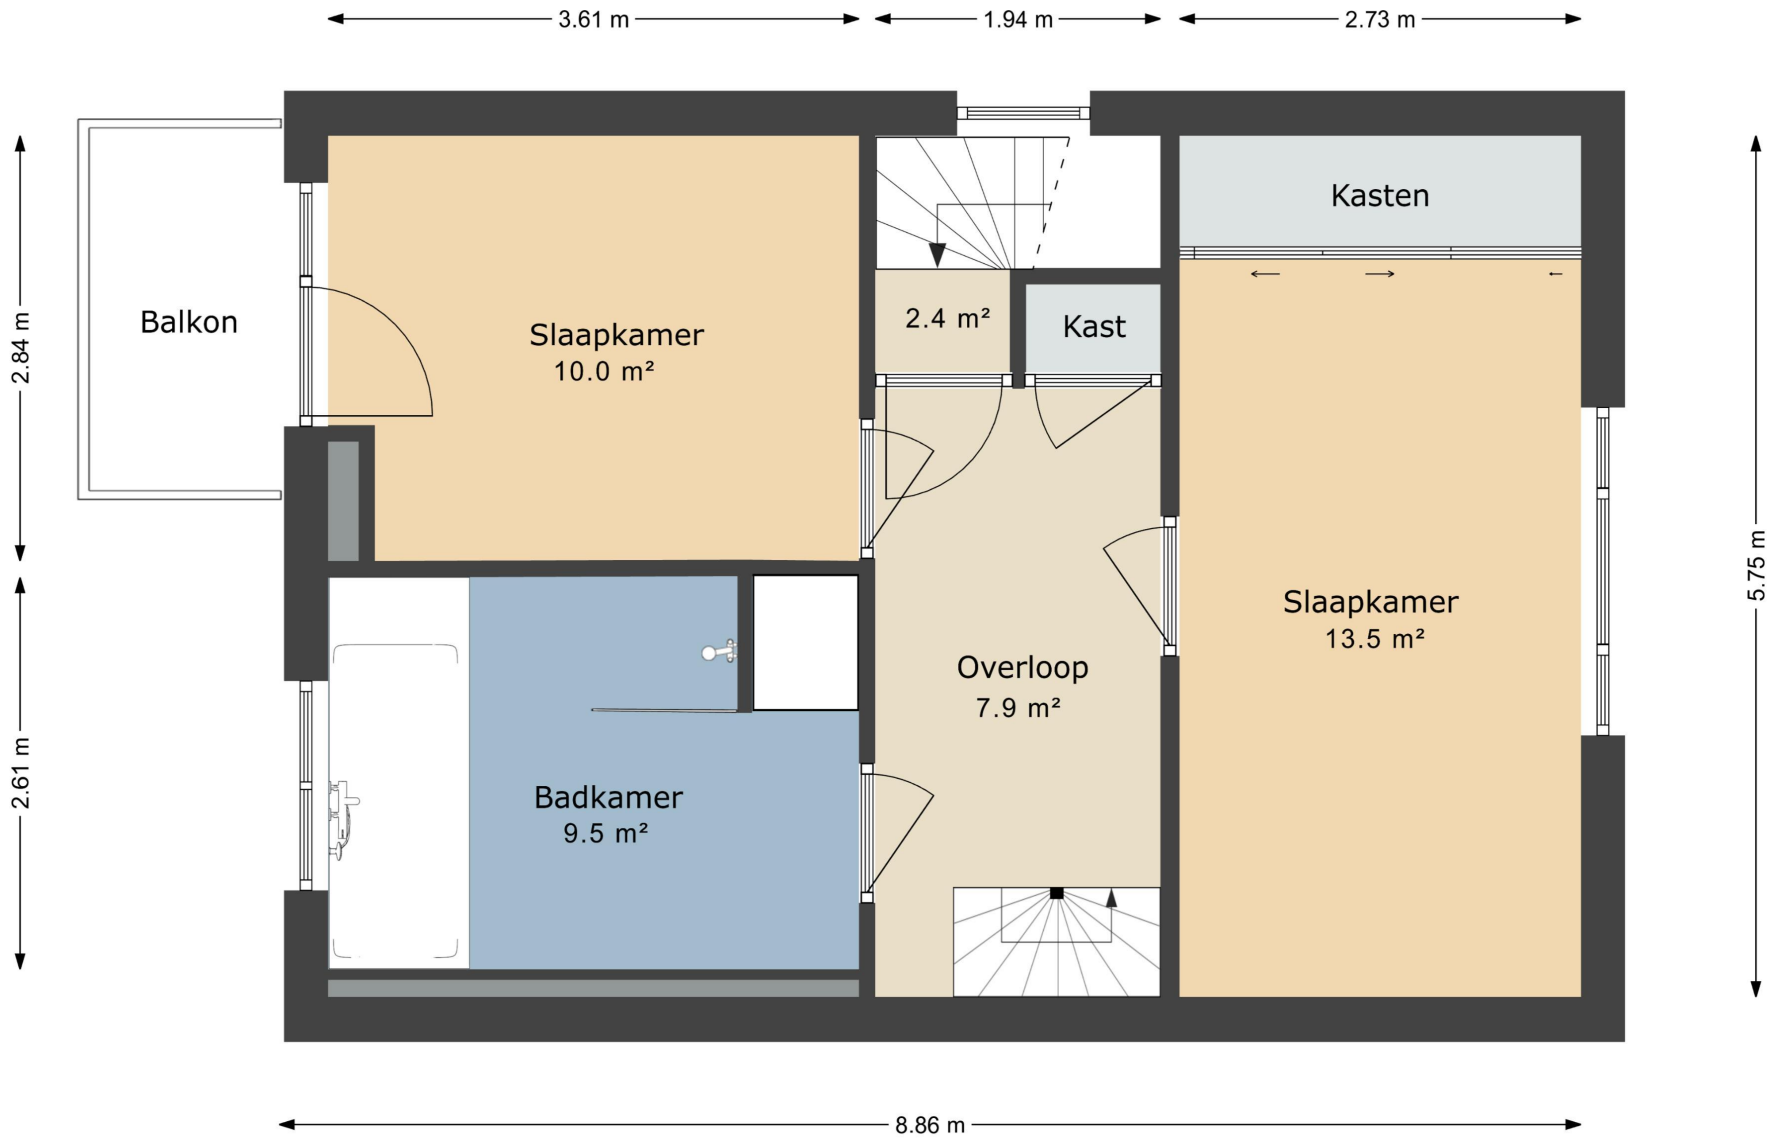 3.61 m
1.94 m
2.73 m
Kasten
Balkon
2.84 m
Slaapkamer
10.0 m²
2.4 m²
Kast
5.75 m
Slaapkamer
13.5 m²
Overloop
7.9 m²
2.61 m
Badkamer
9.5 m²
8.86 m